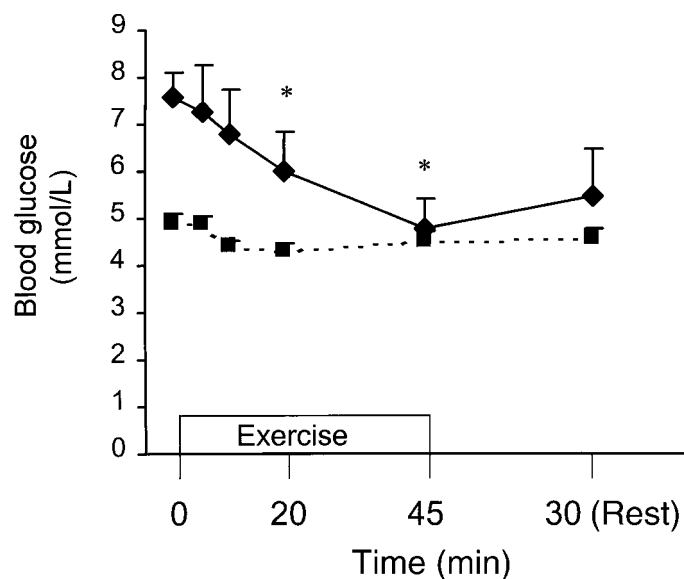 Blood glucose
(mmol/L)
9
8
7
6
5
4
3
2
1
0
*
*
Exercise
0 20 45 30 (Rest)
Time (min)